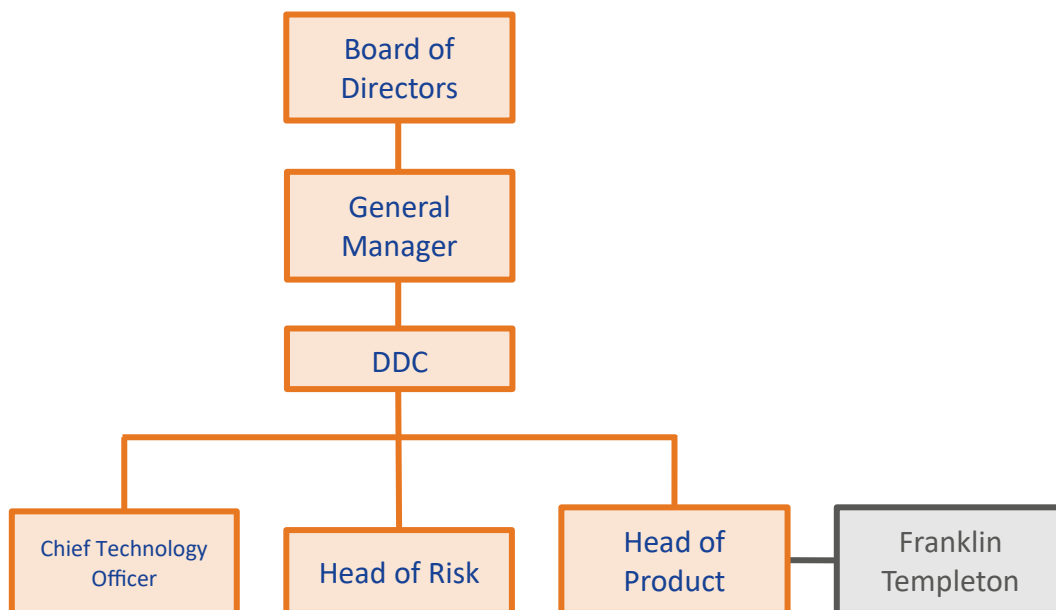 Board of
Directors
General
Manager
DDC
Chief Technology
Officer
Head of Risk
Head of
Product
Franklin
Templeton